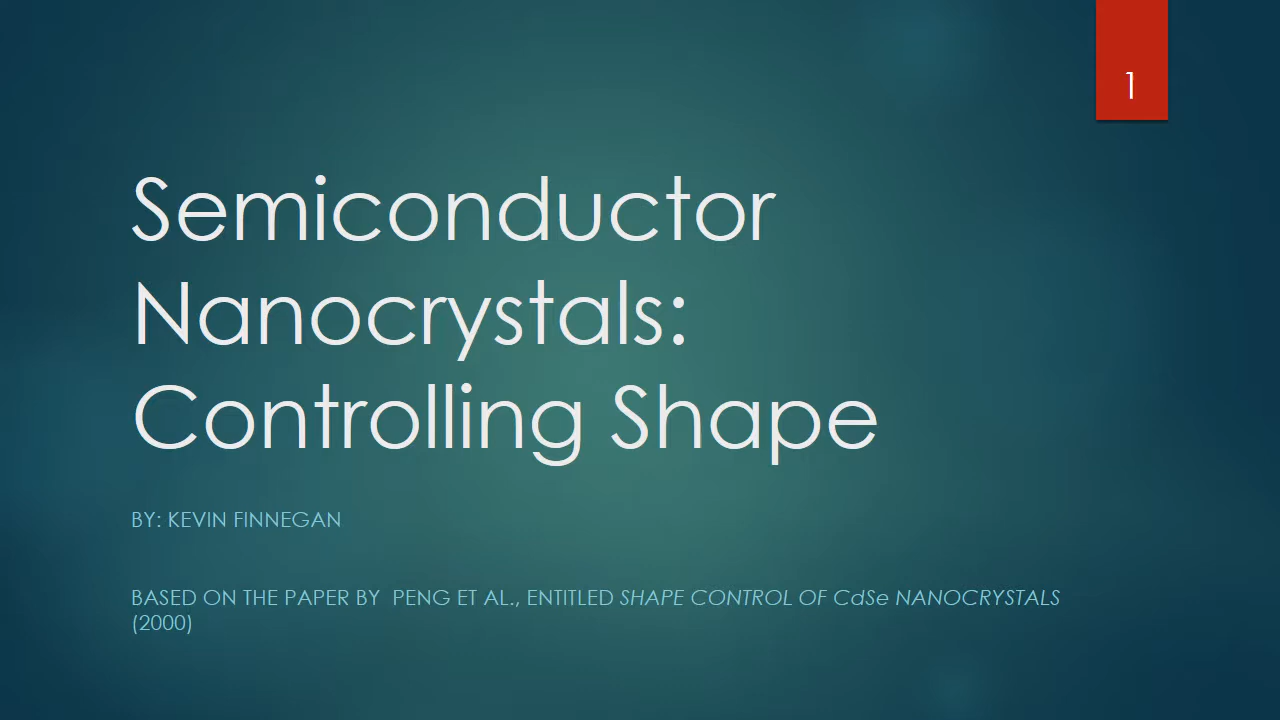 1
Semiconductor
Nanocrystals:
Controlling Shape
BY: KEVIN FINNEGAN
BASED ON THE PAPER BY  PENG ET AL., ENTITLED SHAPE CONTROL OF CdSe NANOCRYSTALS
(2000)